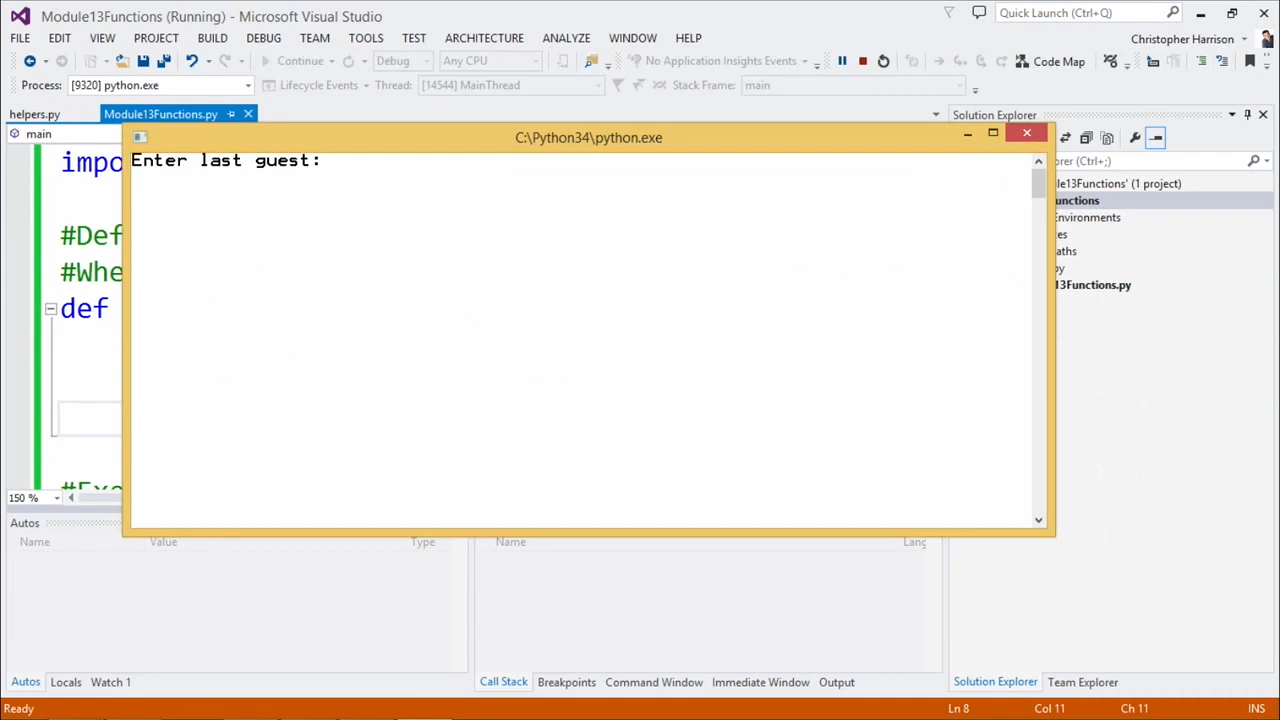 Module13Functions (Running) - Microsoft Visual Studio
Quick Launch (Ctrl+Q)
FILE EDIT VIEW PROJECT BUILD DEBUG TEAM TOOLS TEST ARCHITECTURE ANALYZE WINDOW HELP
Christopher Harrison
Continue Debug Any CPU No Application Insights Events Code Map
Process: [9320] python.exe Lifecycle Events Thread: [14544] MainThread Stack Frame: main
helpers.py Module13Functions.py
Solution Explorer
main
C:\Python34\python.exe
Enter last guest:
impo
#Def
#Whe
def
#Exe
orer (Ctrl+;)
le13Functions' (1 project)
unctions
Environments
es
aths
py
13Functions.py
150 %
Autos
Name Value Type
Name Lang
Autos Locals Watch 1
Call Stack Breakpoints Command Window Immediate Window Output
Solution Explorer Team Explorer
Ready Ln 8 Col 11 Ch 11 INS